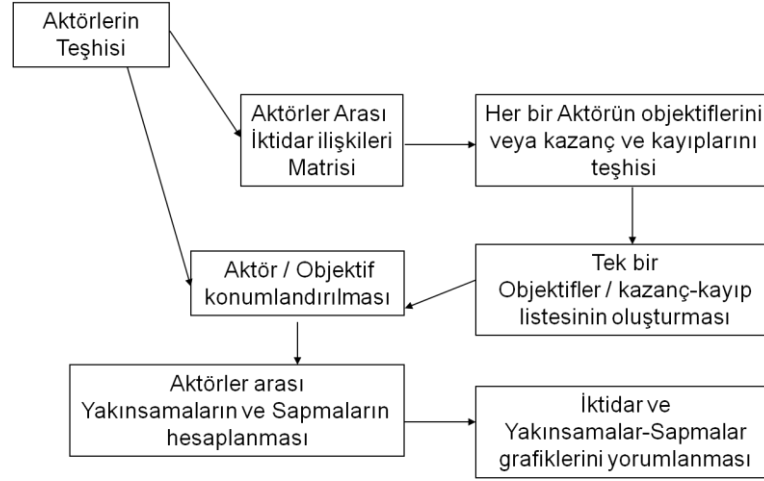 Aktörlerin
Teşhisi
Aktörler Arası
İktidar ilişkileri
Matrisi
Her bir Aktörün objektiflerini
veya kazanç ve kayıplarını
teşhisi
Aktör / Objektif
konumlandırılması
Tek bir
Objektifler / kazanç-kayıp
listesinin oluşturması
Aktörler arası
Yakınsamaların ve Sapmaların
hesaplanması
İktidar ve
Yakınsamalar-Sapmalar
grafiklerini yorumlanması